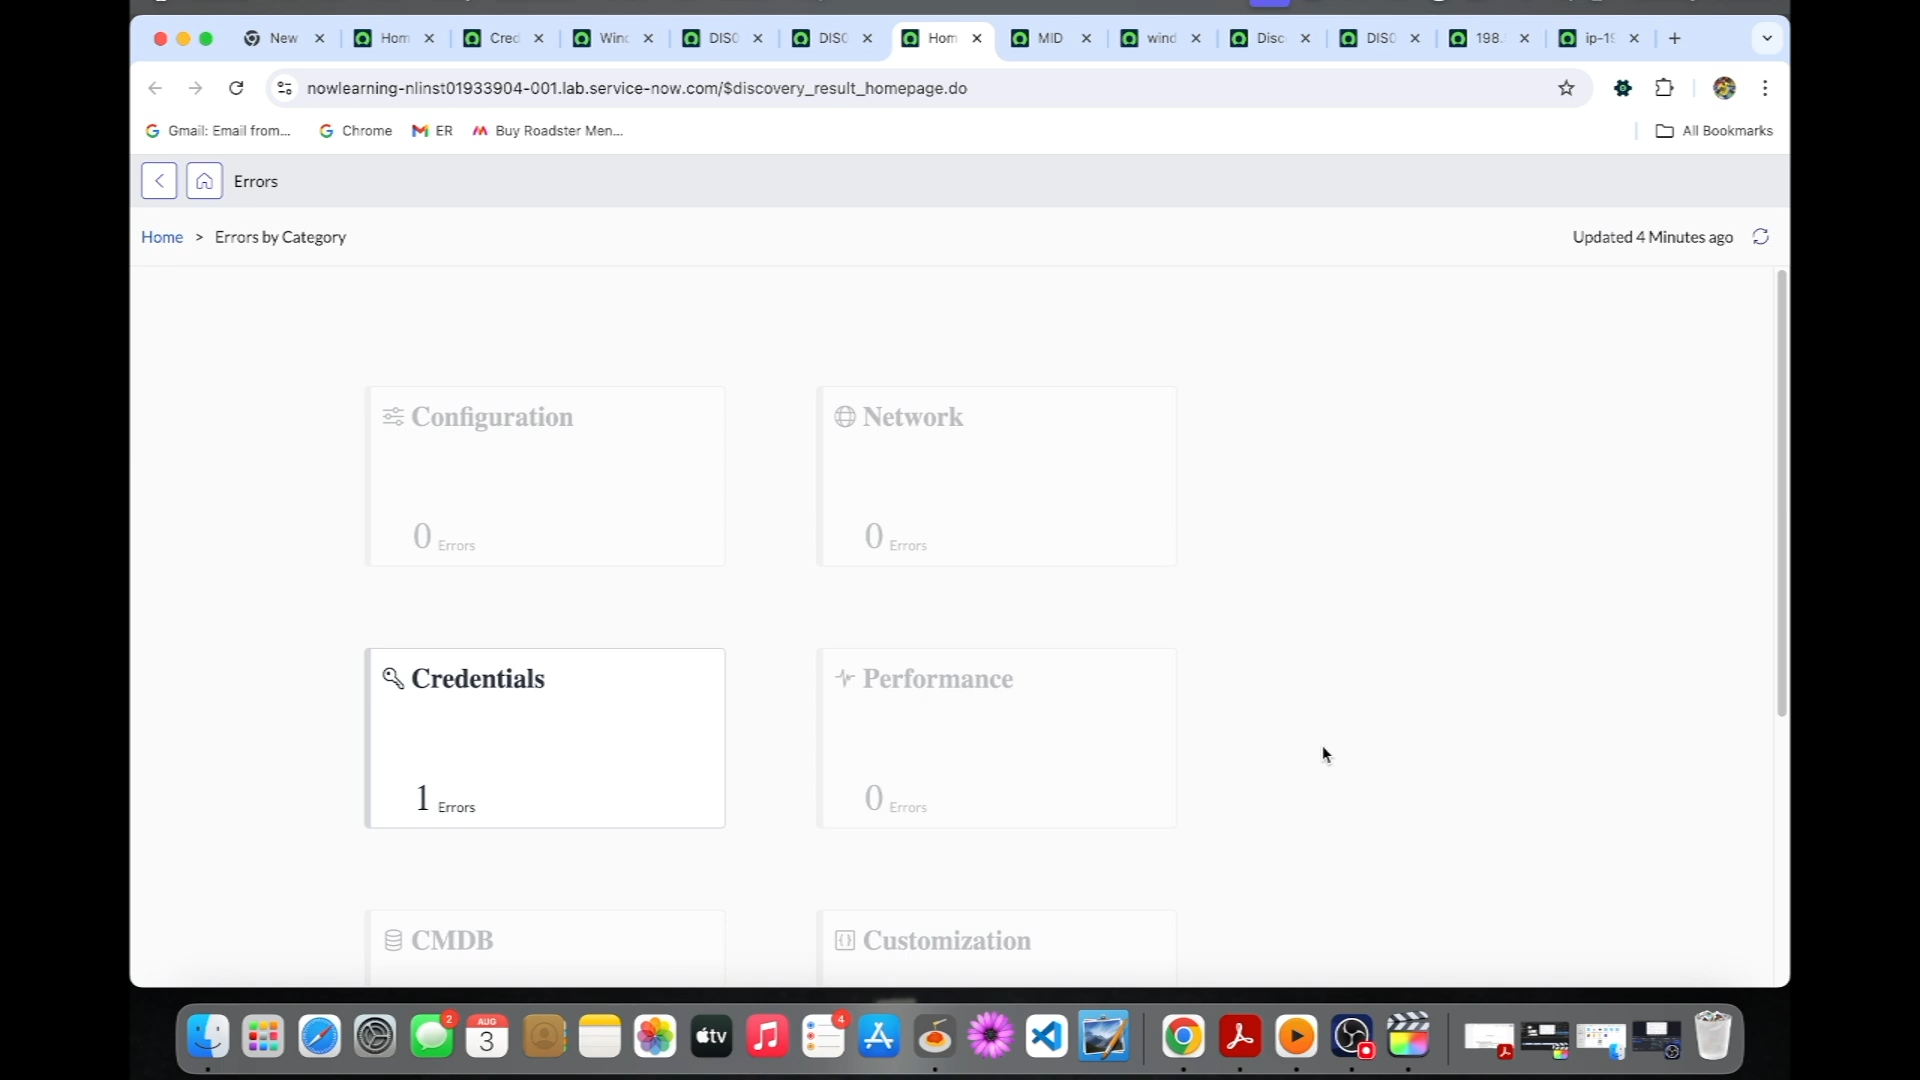 New
Hom
Cred
Wind
DISC
DISC
Hom
MID
wind
Disc
DISC
198.
ip-19
nowlearning-nlinst01933904-001.lab.service-now.com/$discovery_result_homepage.do
Gmail: Email from...
Chrome
ER
Buy Roadster Men...
All Bookmarks
Errors
Home > Errors by Category
Updated 4 Minutes ago
Configuration
0 Errors
Network
0 Errors
Credentials
1 Errors
Performance
0 Errors
CMDB
Customization
2
AUG
3
tv
4